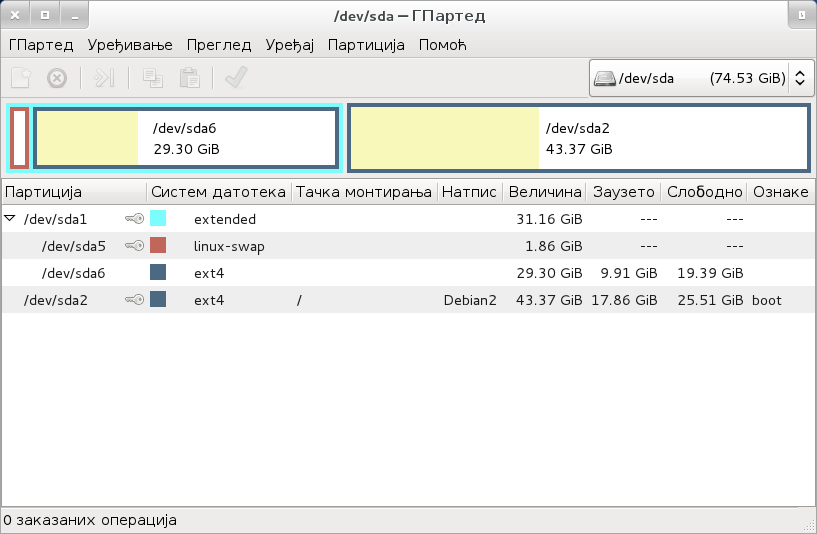 /dev/sda — ГПартед
ГПартед Уређивање Преглед Уређај Партиција Помоћ
/dev/sda (74.53 GiB)
/dev/sda6
29.30 GiB
/dev/sda2
43.37 GiB
Партиција Систем датотека Тачка монтирања Натпис Величина Заузето Слободно Ознаке
/dev/sda1 extended 31.16 GiB --- ---
/dev/sda5 linux-swap 1.86 GiB --- ---
/dev/sda6 ext4 29.30 GiB 9.91 GiB 19.39 GiB
/dev/sda2 ext4 / Debian2 43.37 GiB 17.86 GiB 25.51 GiB boot
0 заказаних операција